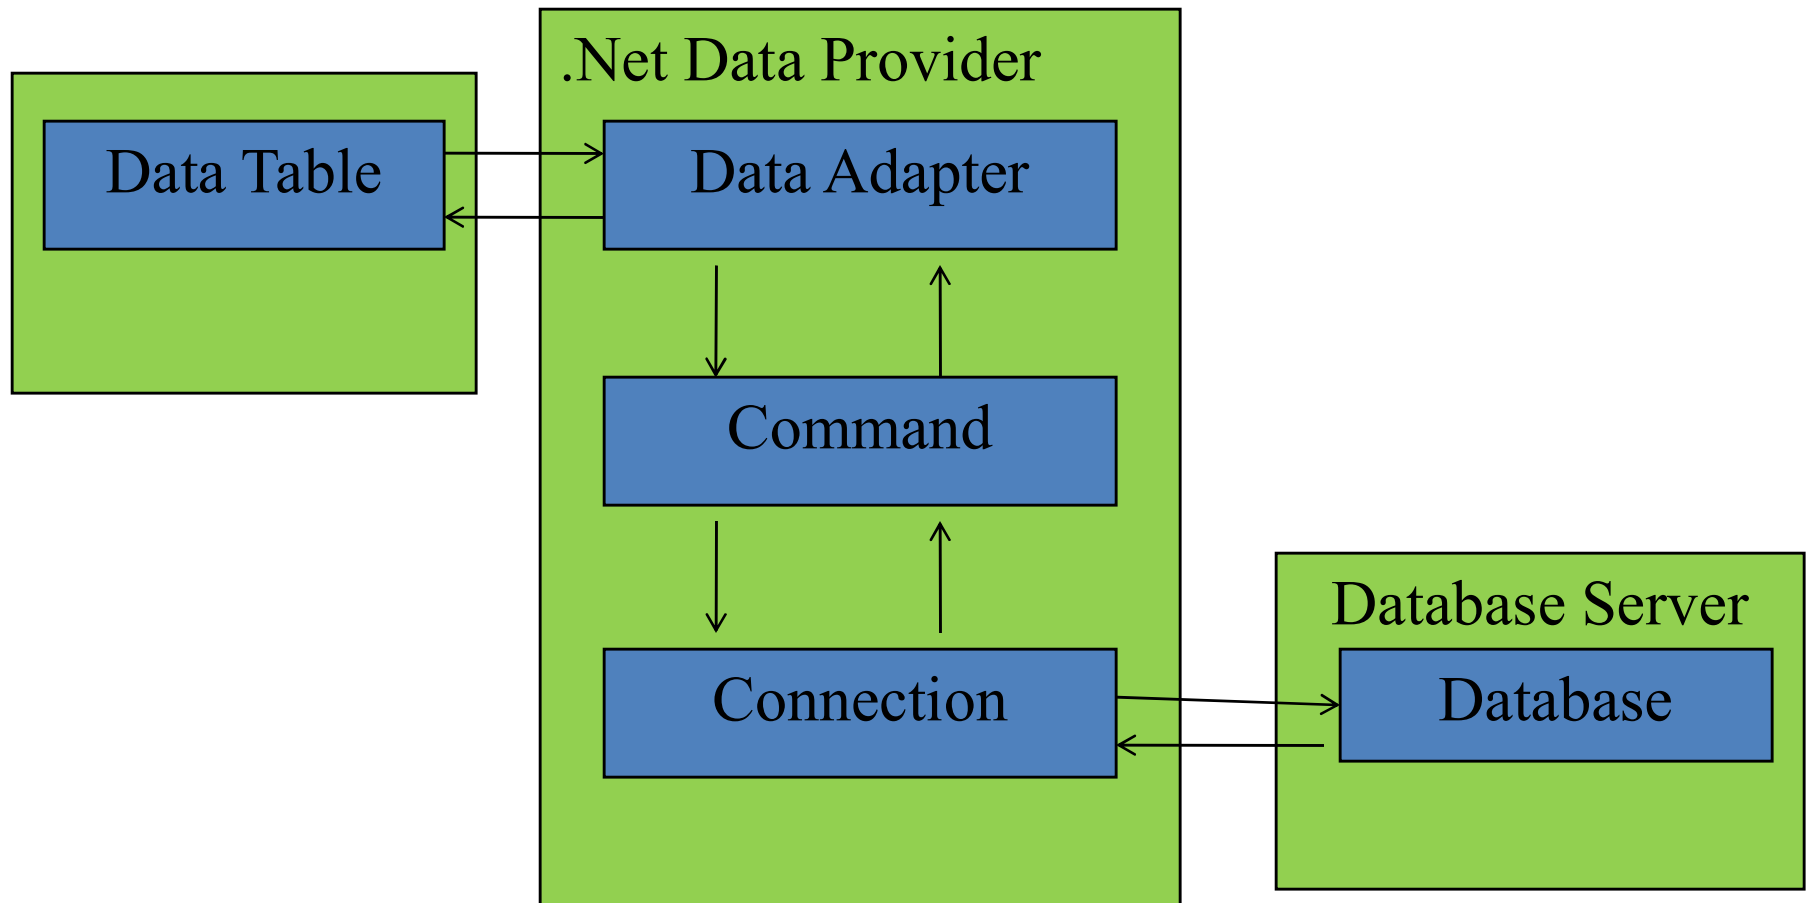 .Net Data Provider
Data Table
Data Adapter
Command
Connection
Database Server
Database